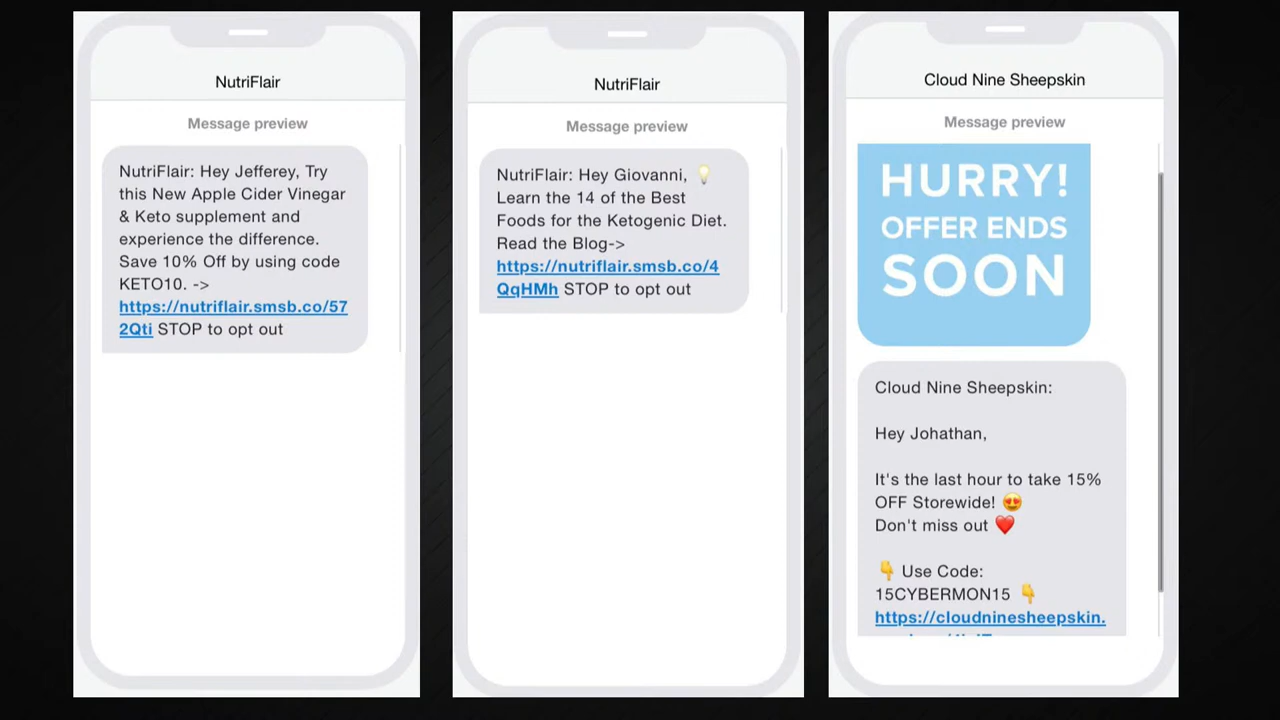 NutriFlair
Message preview
NutriFlair: Hey Jefferey, Try
this New Apple Cider Vinegar
& Keto supplement and
experience the difference.
Save 10% Off by using code
KETO10. ->
https://nutriflair.smsb.co/57
2Qti STOP to opt out
NutriFlair
Message preview
NutriFlair: Hey Giovanni, 💡
Learn the 14 of the Best
Foods for the Ketogenic Diet.
Read the Blog->
https://nutriflair.smsb.co/4
QqHMh STOP to opt out
Cloud Nine Sheepskin
Message preview
HURRY!
OFFER ENDS
SOON
Cloud Nine Sheepskin:
Hey Johathan,
It's the last hour to take 15%
OFF Storewide! 😍
Don't miss out ❤️
👇 Use Code:
15CYBERMON15 👇
https://cloudninesheepskin.